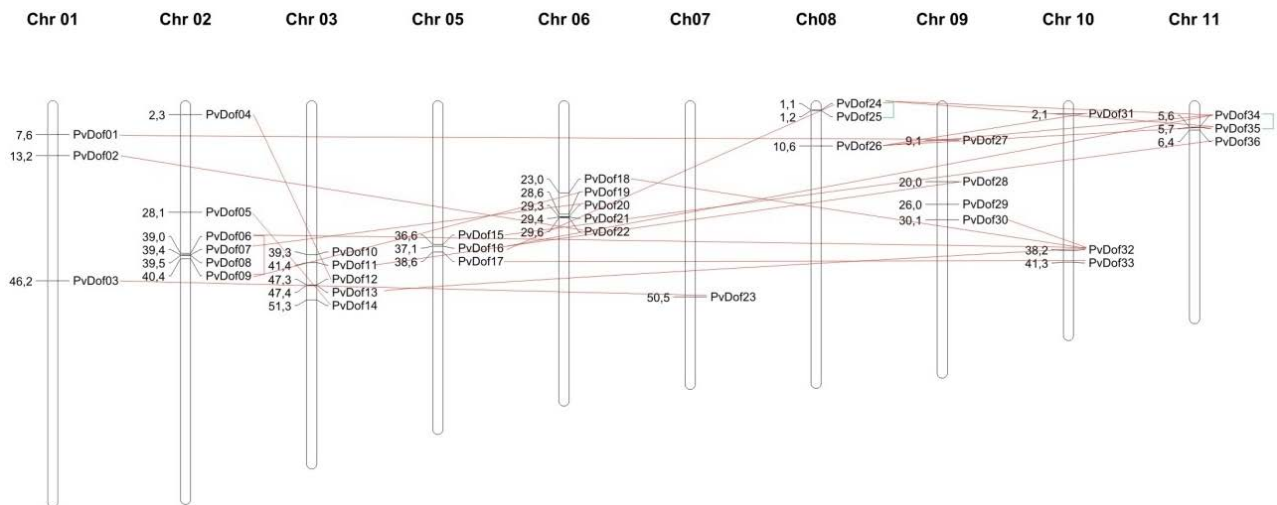 Chr 01 Chr 02 Chr 03 Chr 05 Chr 06 Ch07 Ch08 Chr 09 Chr 10 Chr 11
7,6 PvDof01
13,2 PvDof02
46,2 PvDof03
2,3 PvDof04
28,1 PvDof05
39,0 PvDof06
39,4 PvDof07
39,5 PvDof08
40,4 PvDof09
39,3 PvDof10
41,4 PvDof11
PvDof12
47,3 PvDof13
47,4 PvDof14
51,3
36,6 PvDof15
37,1 PvDof16
38,6 PvDof17
23,0 PvDof18
28,6 PvDof19
29,3 PvDof20
29,4 PvDof21
29,6 PvDof22
50,5 PvDof23
1,1 PvDof24
1,2 PvDof25
10,6 PvDof26
9,1 PvDof27
20,0 PvDof28
26,0 PvDof29
30,1 PvDof30
2,1 PvDof31
38,2 PvDof32
41,3 PvDof33
5,6 PvDof34
5,7 PvDof35
6,4 PvDof36